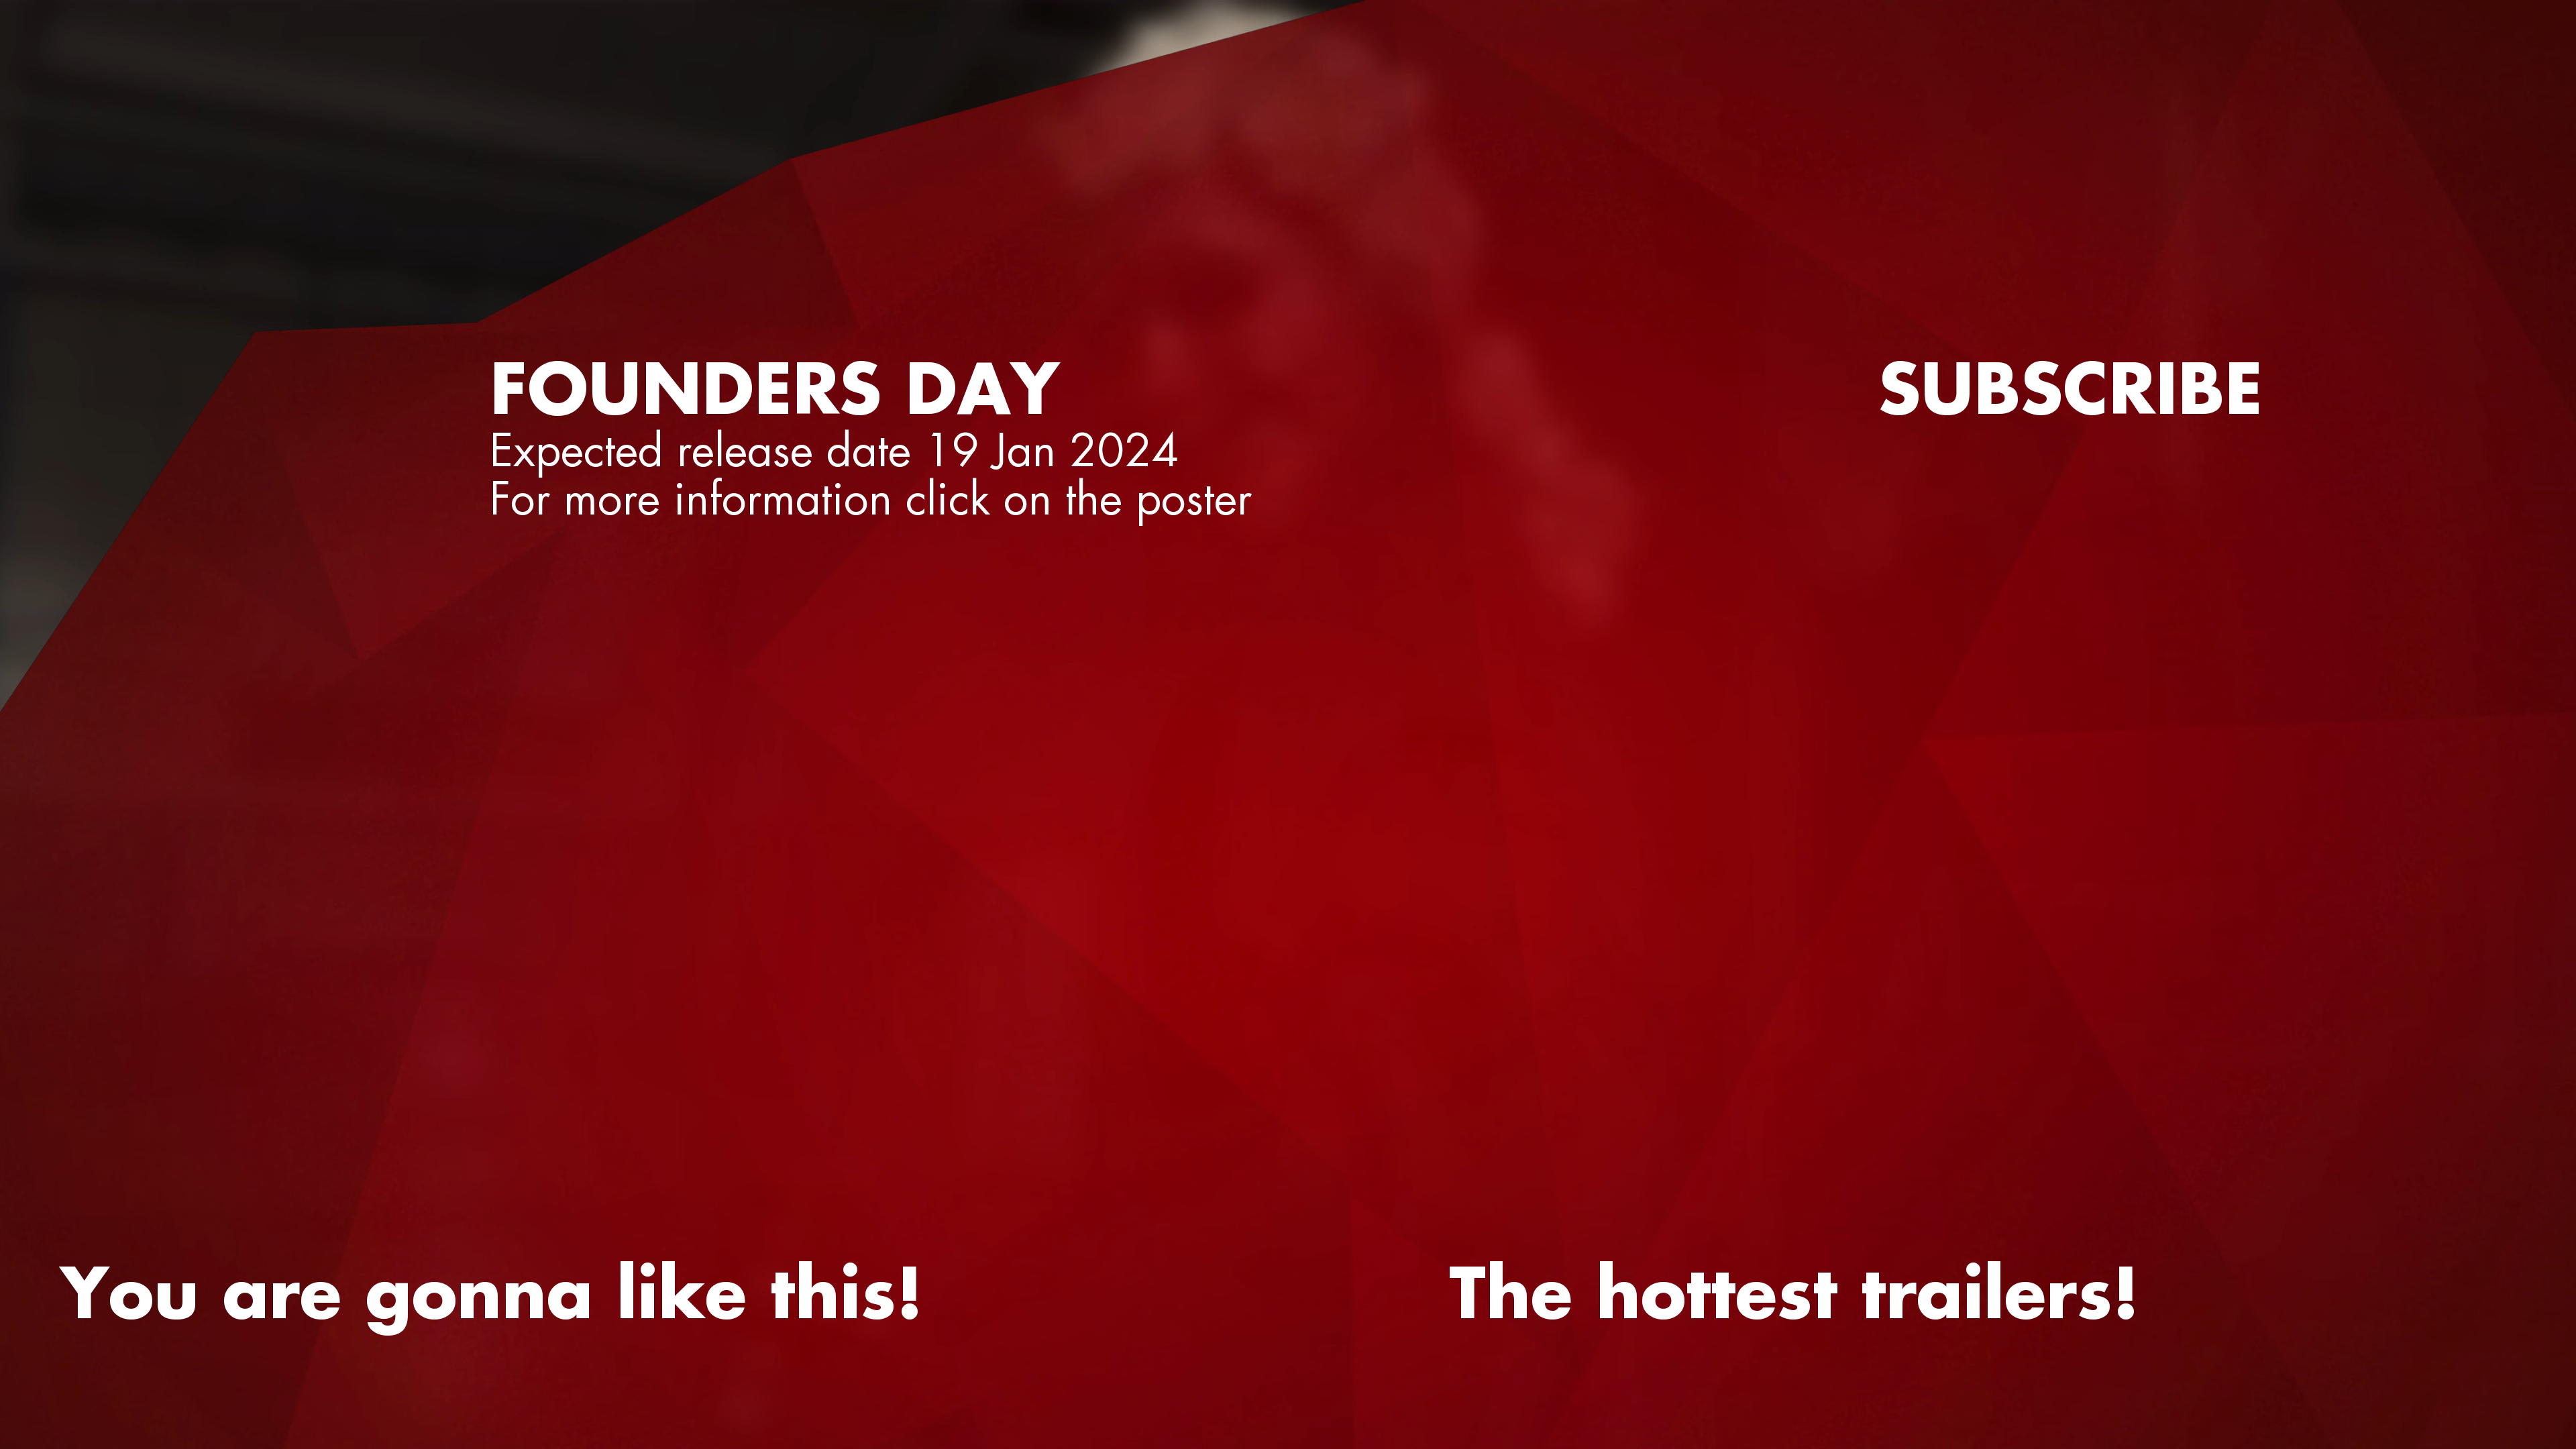 FOUNDERS DAY
Expected release date 19 Jan 2024
For more information click on the poster
SUBSCRIBE
You are gonna like this!
The hottest trailers!